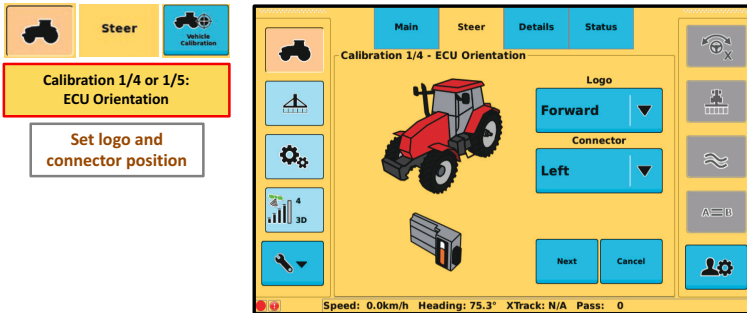 Steer
Vehicle
Calibration
Calibration 1/4 or 1/5:
ECU Orientation
Set logo and
connector position
Main
Steer
Details
Status
Calibration 1/4 - ECU Orientation
Logo
Forward
Connector
Left
Next
Cancel
4
3D
X
A=B
Speed: 0.0km/h Heading: 75.3° XTrack: N/A Pass: 0